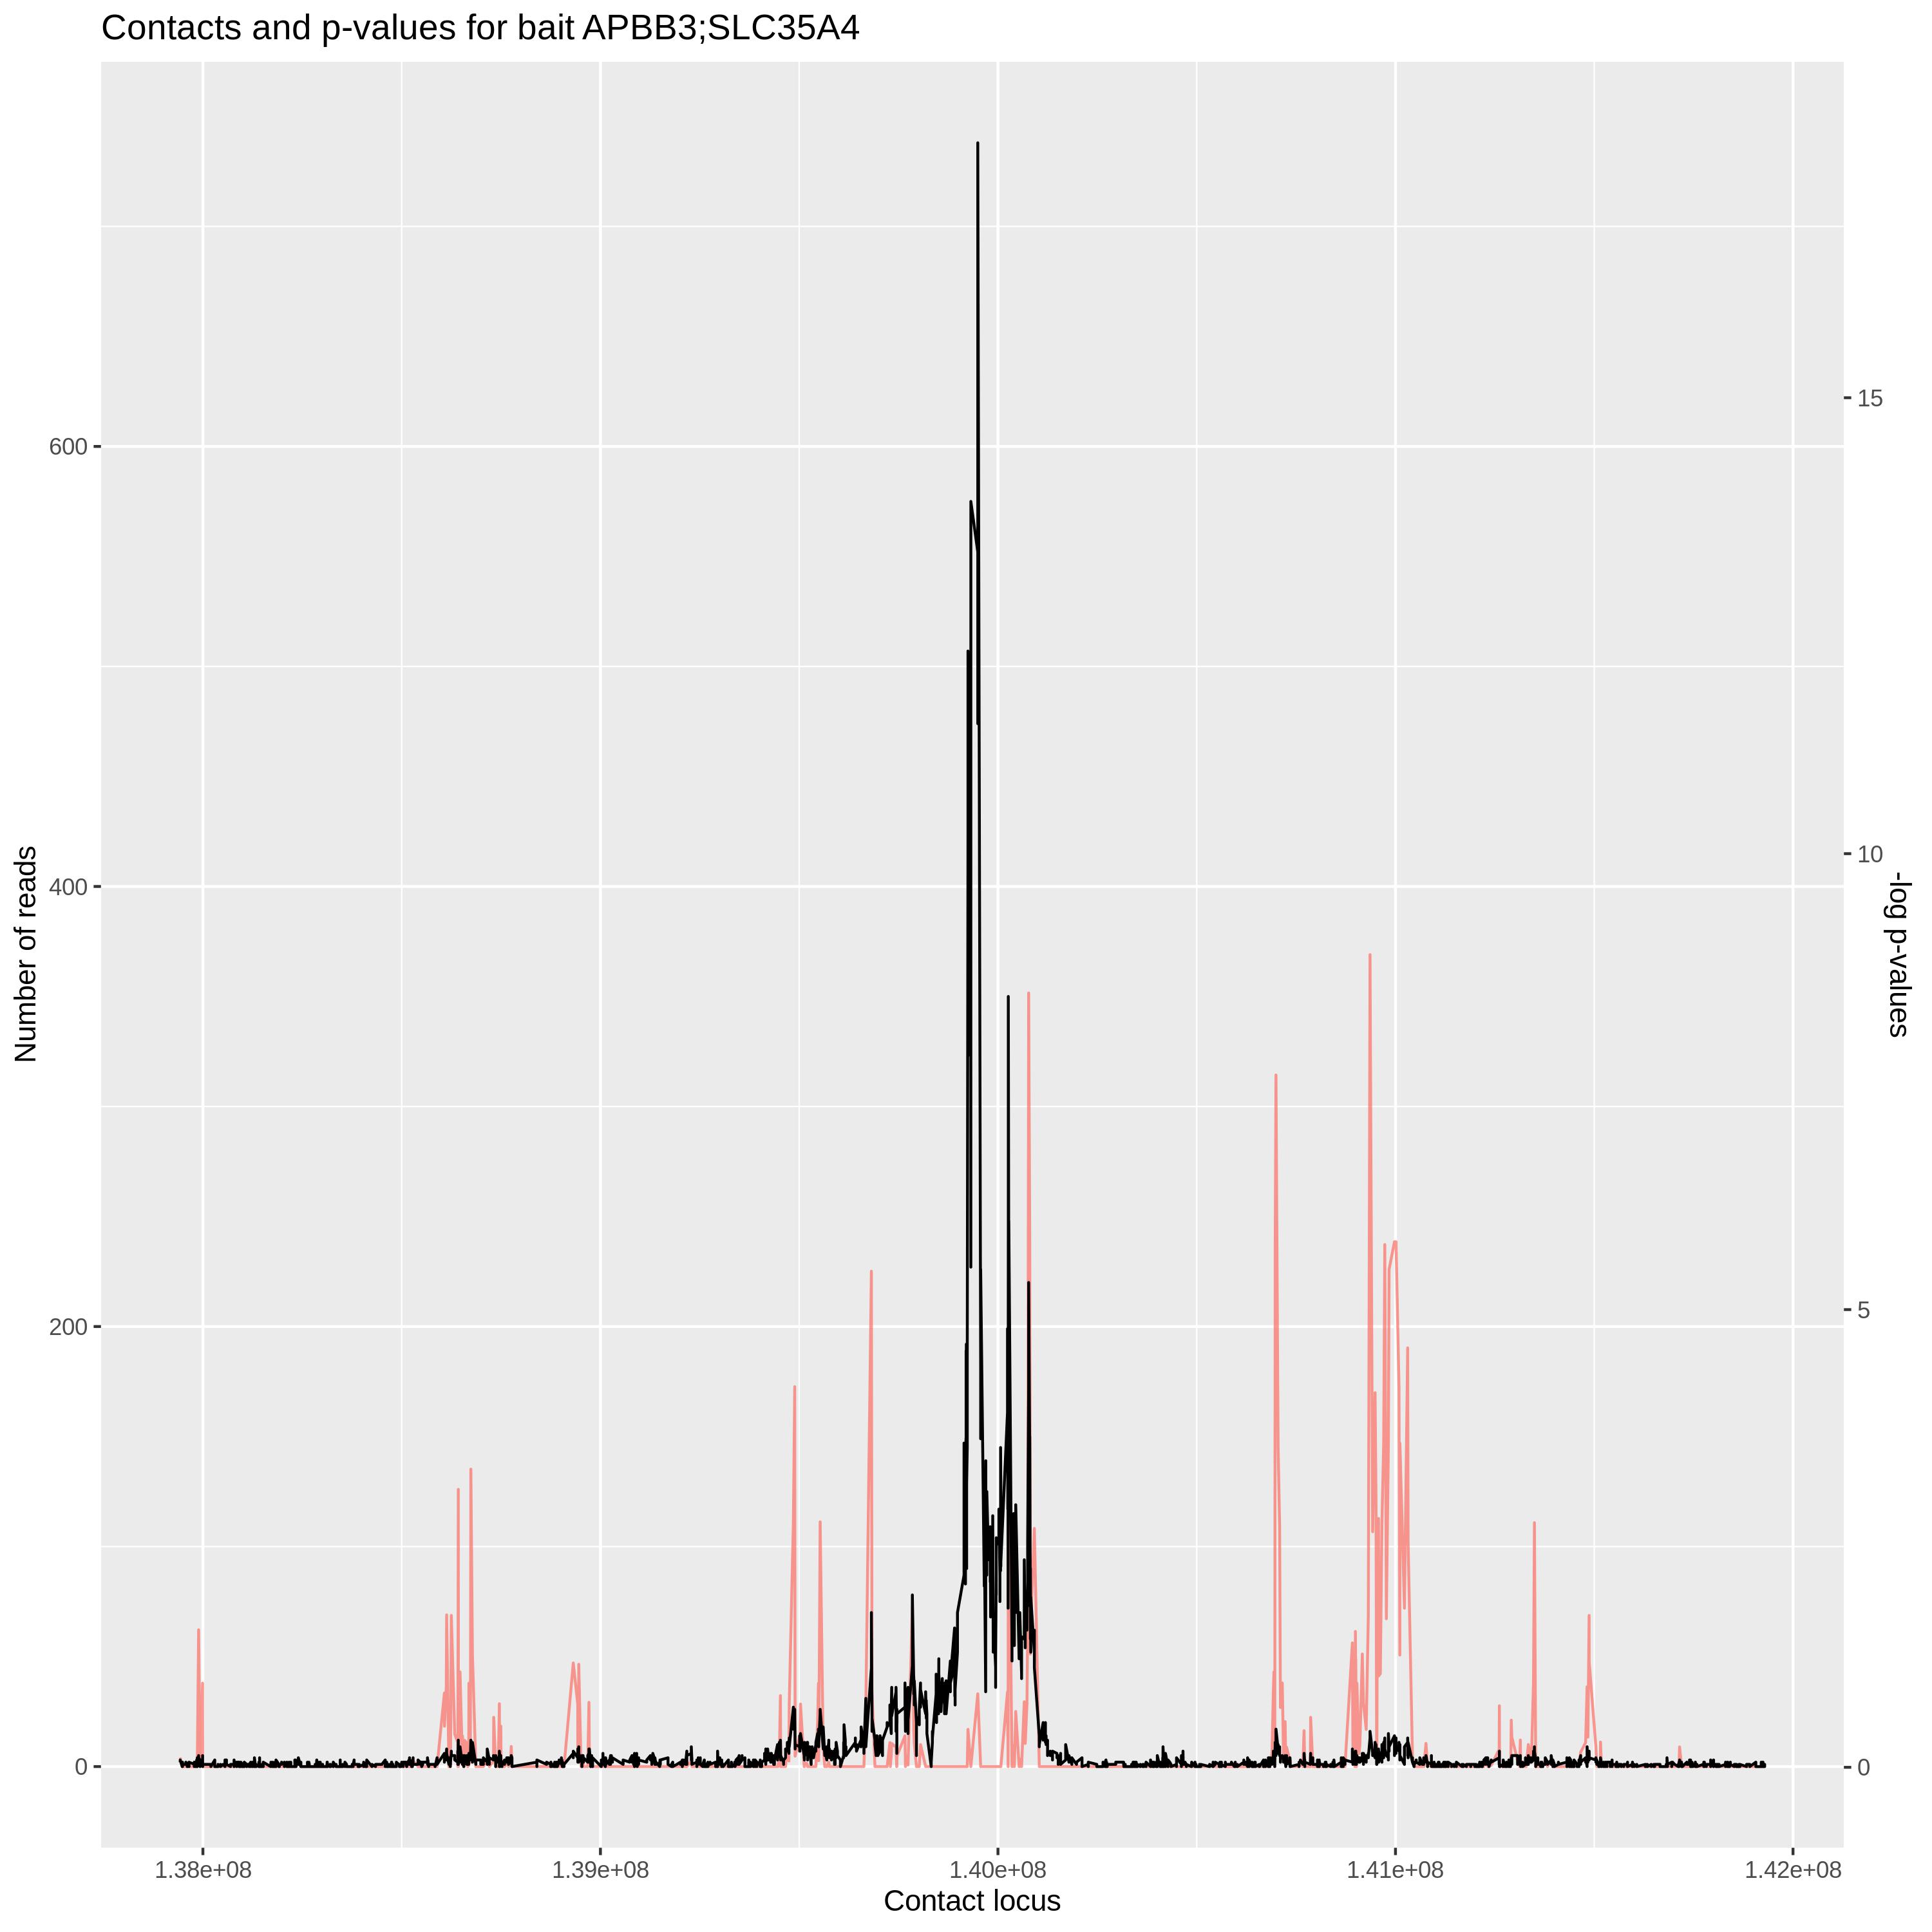 Contacts and p-values for bait APBB3;SLC35A4
Number of reads
600
400
200
0
15
10
5
0
-log p-values
1.38e+08 1.39e+08 1.40e+08 1.41e+08 1.42e+08
Contact locus